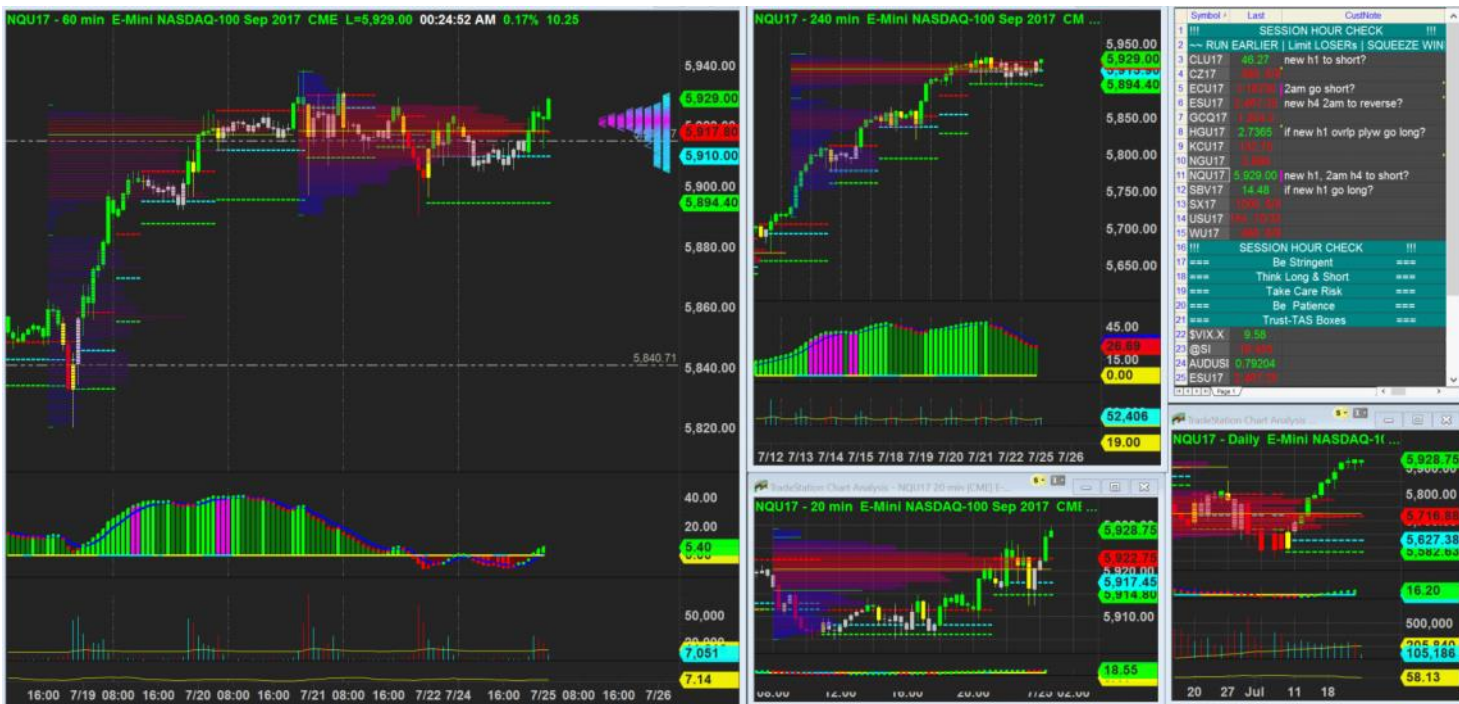 NQU17 - 60 min E-Mini NASDAQ-100 Sep 2017 CME L=5,929.00 00:24:52 AM 0.17% 10.25
5,940.00
5,929.00
5,917.80
5,910.00
5,900.00
5,894.40
5,880.00
5,860.00
5,840.71
5,840.00
5,820.00
40.00
20.00
5.40
50,000
7,051
7.14
16:00 7/19 08:00 16:00 7/20 08:00 16:00 7/21 08:00 16:00 7/22 7/24 16:00 7/25 08:00 16:00 7/26
NQU17 - 240 min E-Mini NASDAQ-100 Sep 2017 CM ...
5,950.00
5,929.00
5,894.40
5,850.00
5,800.00
5,750.00
5,700.00
5,650.00
45.00
26.89
15.00
0.00
52,406
19.00
7/12 7/13 7/14 7/15 7/18 7/19 7/20 7/21 7/22 7/25 7/26
TradeStation Chart Analysis - NQU17 20 min [CME] E-...
NQU17 - 20 min E-Mini NASDAQ-100 Sep 2017 CME ...
5,928.75
5,922.75
5,920.00
5,917.45
5,914.80
5,910.00
18.55
08:00 12:00 16:00 20:00 7/25 02:00
Symbol Last CustNote
1 !!! SESSION HOUR CHECK !!!
2 ~~ RUN EARLIER | Limit LOSERs | SQUEEZE WIN
3 CLU17 46.27 new h1 to short?
4 CZ17
5 ECU17 2am go short?
6 ESU17 new h4 2am to reverse?
7 GCQ17
8 HGU17 2.7365 if new h1 ovrlp plyw go long?
9 KCU17
10 NGU17
11 NQU17 5,929.00 new h1, 2am h4 to short?
12 SBV17 14.48 if new h1 go long?
13 SX17
14 USU17
15 WU17
16 !!! SESSION HOUR CHECK !!!
17 === Be Stringent ===
18 === Think Long & Short ===
19 === Take Care Risk ===
20 === Be Patience ===
21 === Trust-TAS Boxes ===
22 $VIX.X 9.58
23 @SI
24 AUDUSI 0.79204
25 ESU17
Page 1
TradeStation Chart Analysis ...
NQU17 - Daily E-Mini NASDAQ-1( ...
5,928.75
5,800.00
5,716.88
5,627.38
5,582.63
16.20
500,000
105,186
58.13
20 27 Jul 11 18